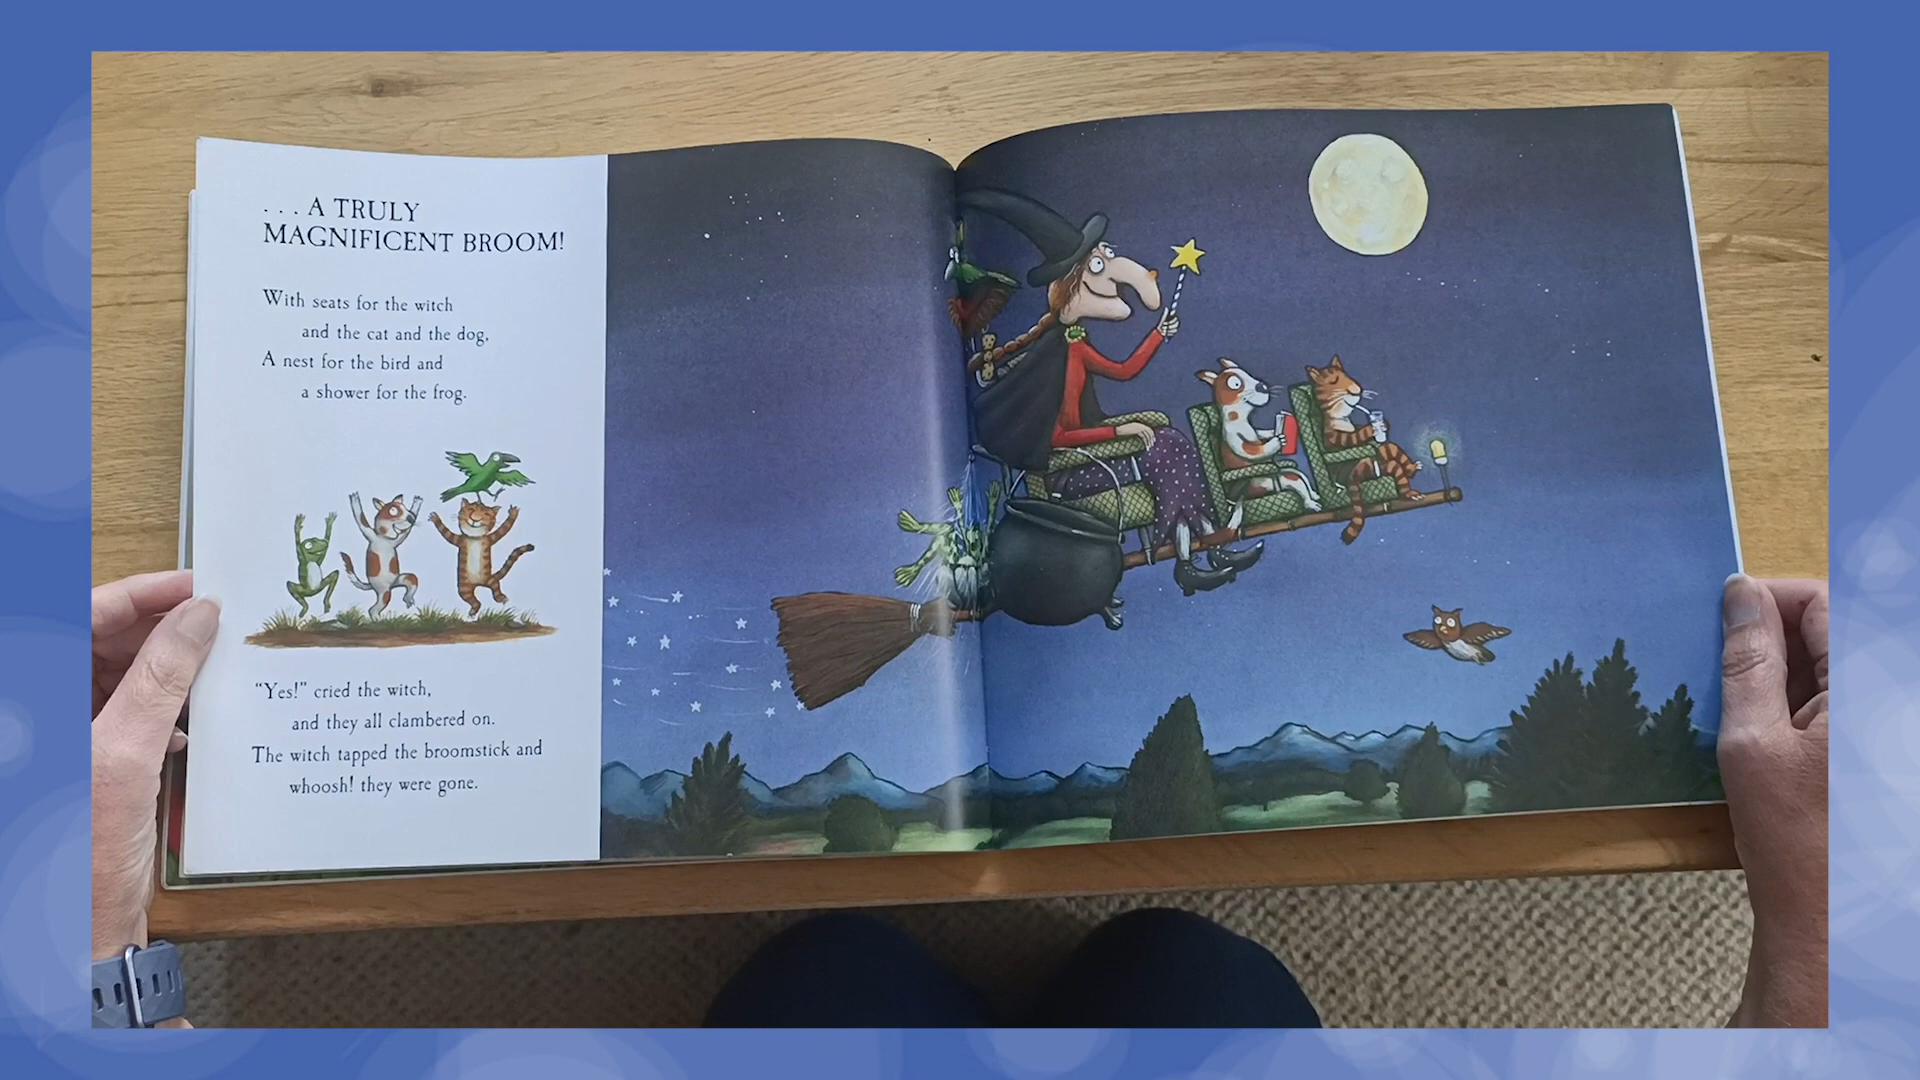 . . . A TRULY
MAGNIFICENT BROOM!
With seats for the witch
and the cat and the dog,
A nest for the bird and
a shower for the frog.
“Yes!” cried the witch,
and they all clambered on.
The witch tapped the broomstick and
whoosh! they were gone.